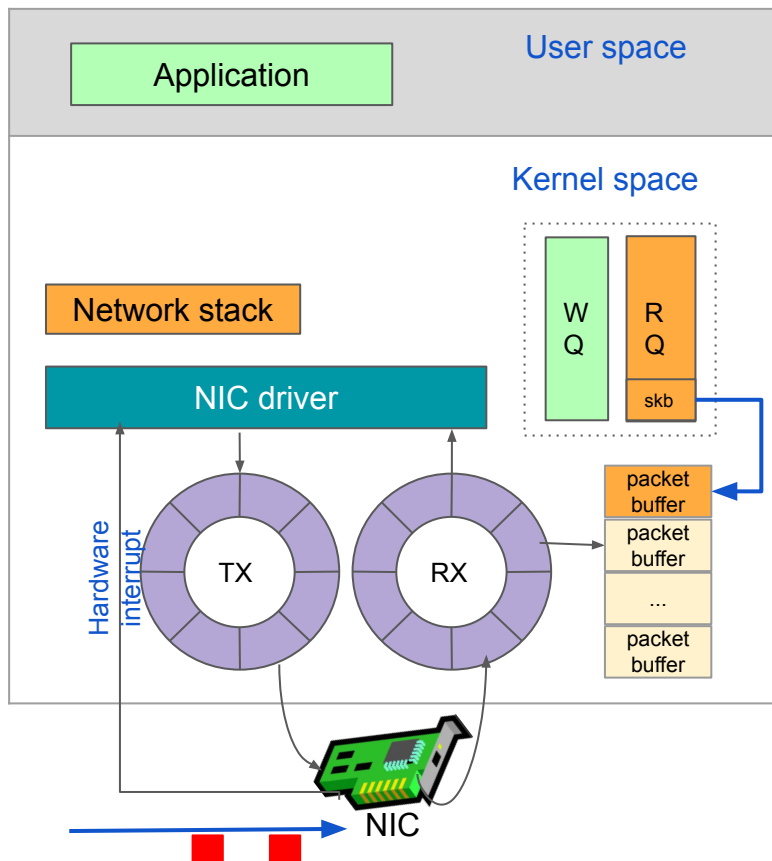 User space
Application
Kernel space
W
Q
R
Q
Network stack
NIC driver
skb
packet
buffer
packet
buffer
...
packet
buffer
Hardware
interrupt
TX
RX
NIC